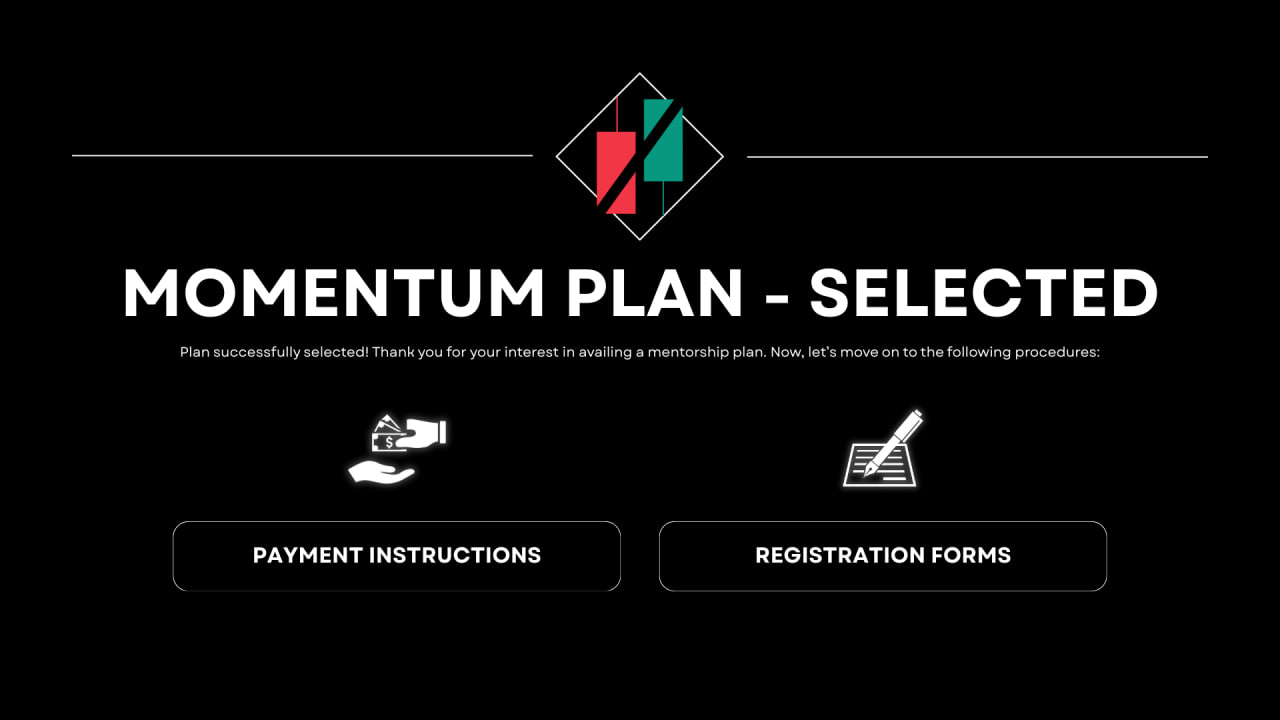 MOMENTUM PLAN - SELECTED
Plan successfully selected! Thank you for your interest in availing a mentorship plan. Now, let's move on to the following procedures:
$
PAYMENT INSTRUCTIONS
REGISTRATION FORMS